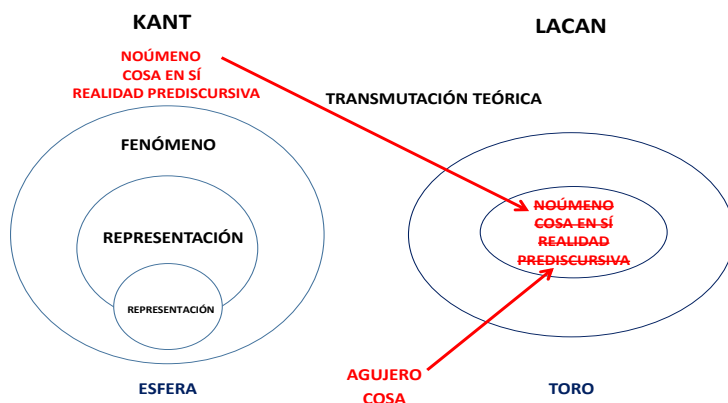 KANT
LACAN
NOÚMENO
COSA EN SÍ
REALIDAD PREDISCURSIVA
TRANSMUTACIÓN TEÓRICA
FENÓMENO
REPRESENTACIÓN
REPRESENTACIÓN
NOÚMENO
COSA EN SÍ
REALIDAD
PREDISCURSIVA
AGUJERO
COSA
ESFERA
TORO